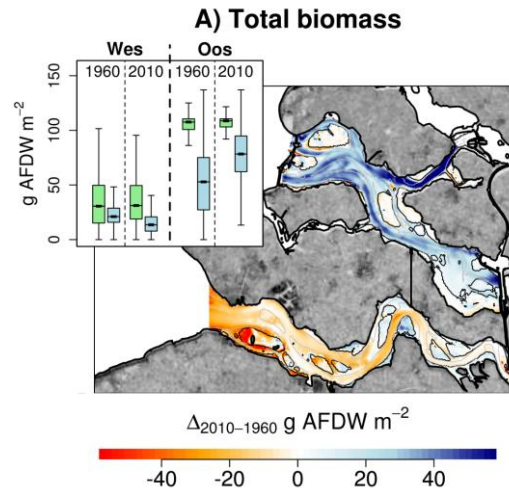 A) Total biomass
Wes Oos
1960 2010 1960 2010
g AFDW m⁻²
150
100
50
0
Δ2010−1960 g AFDW m⁻²
-40 -20 0 20 40